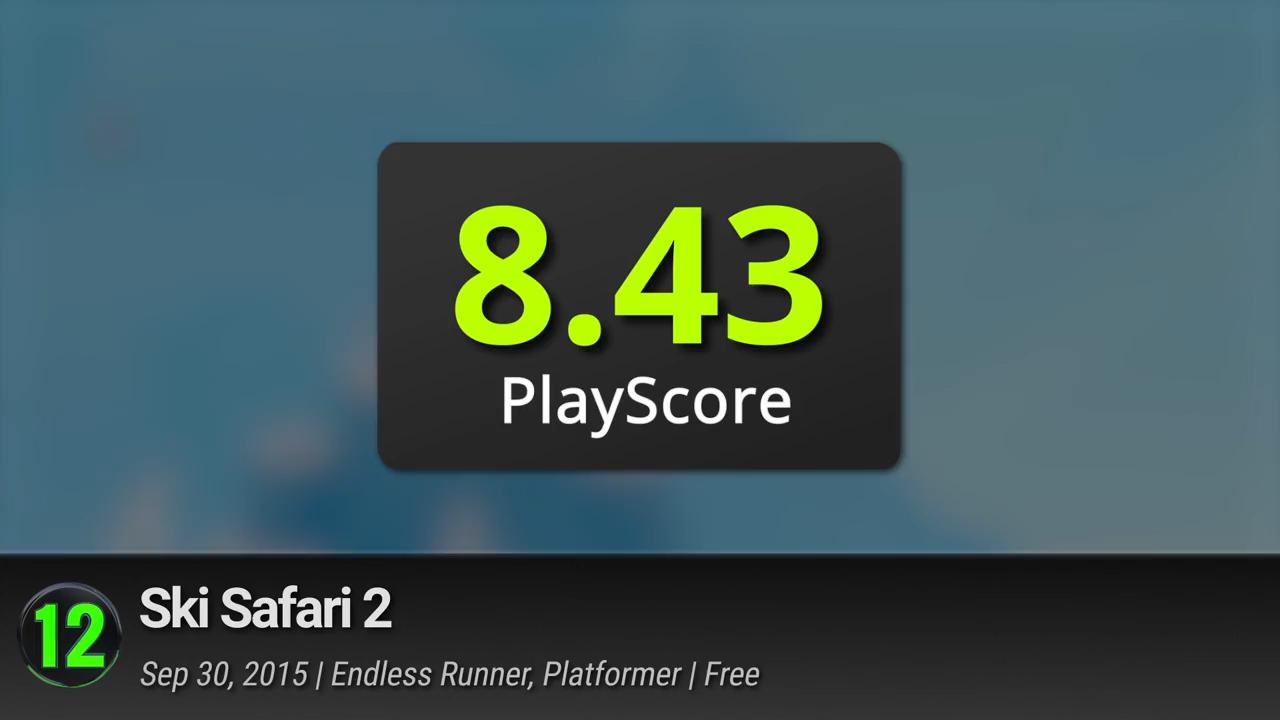 8.43
PlayScore
12
Ski Safari 2
Sep 30, 2015 | Endless Runner, Platformer | Free